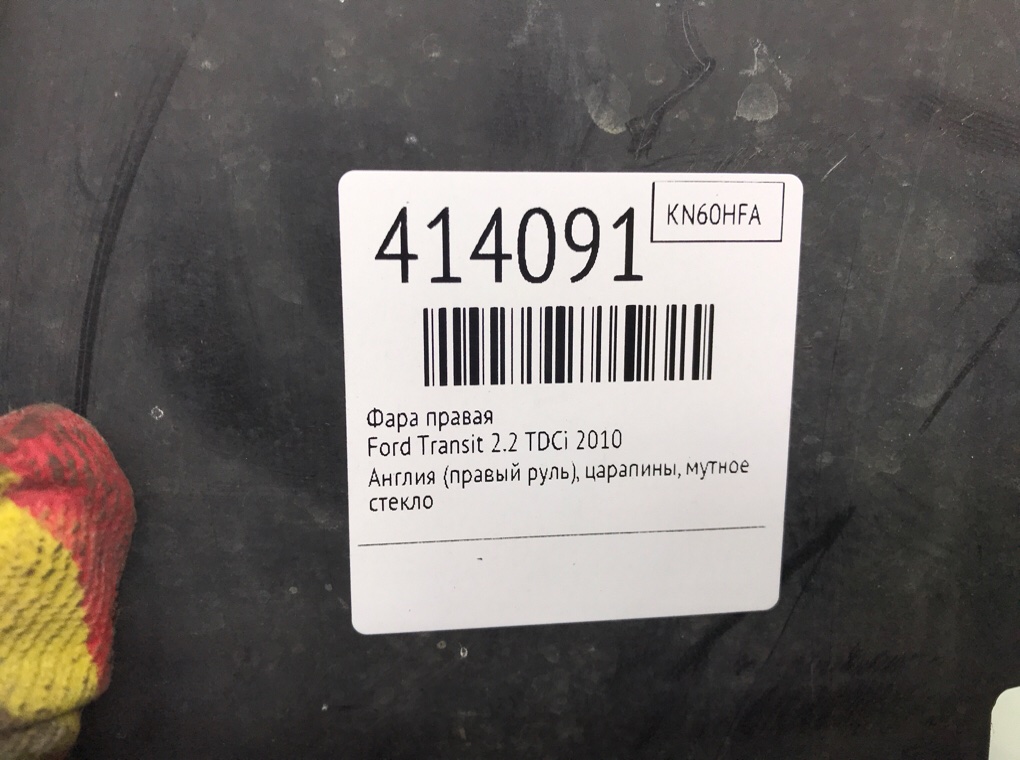 414091
KN60HFA
Фара правая
Ford Transit 2.2 TDCi 2010
Англия (правый руль), царапины, мутное
стекло